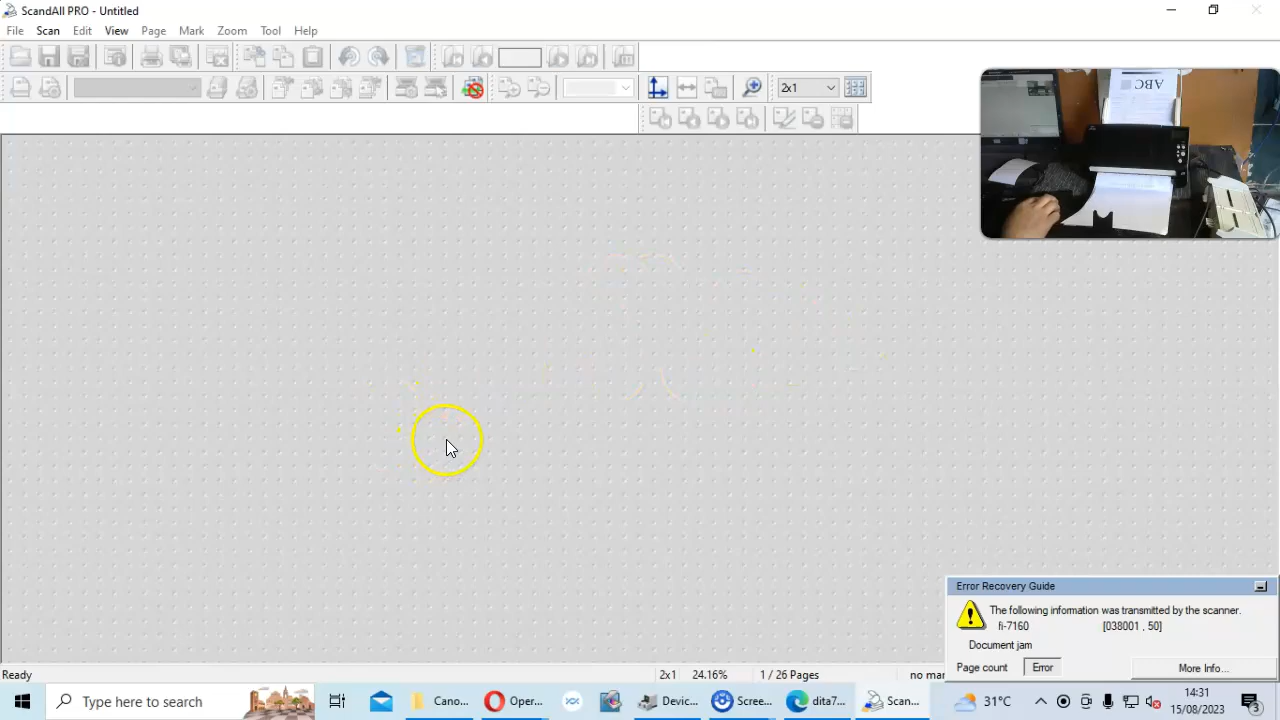 ScandAll PRO - Untitled
File Scan Edit View Page Mark Zoom Tool Help
2x1
ABC
Error Recovery Guide
The following information was transmitted by the scanner.
fi-7160 [038001 , 50]
Document jam
Page count Error More Info...
Ready 2x1 24.16% 1 / 26 Pages no mar
Type here to search Cano... Oper... Devic... Scree... dita7... Scan... 31°C 14:31
15/08/2023 3